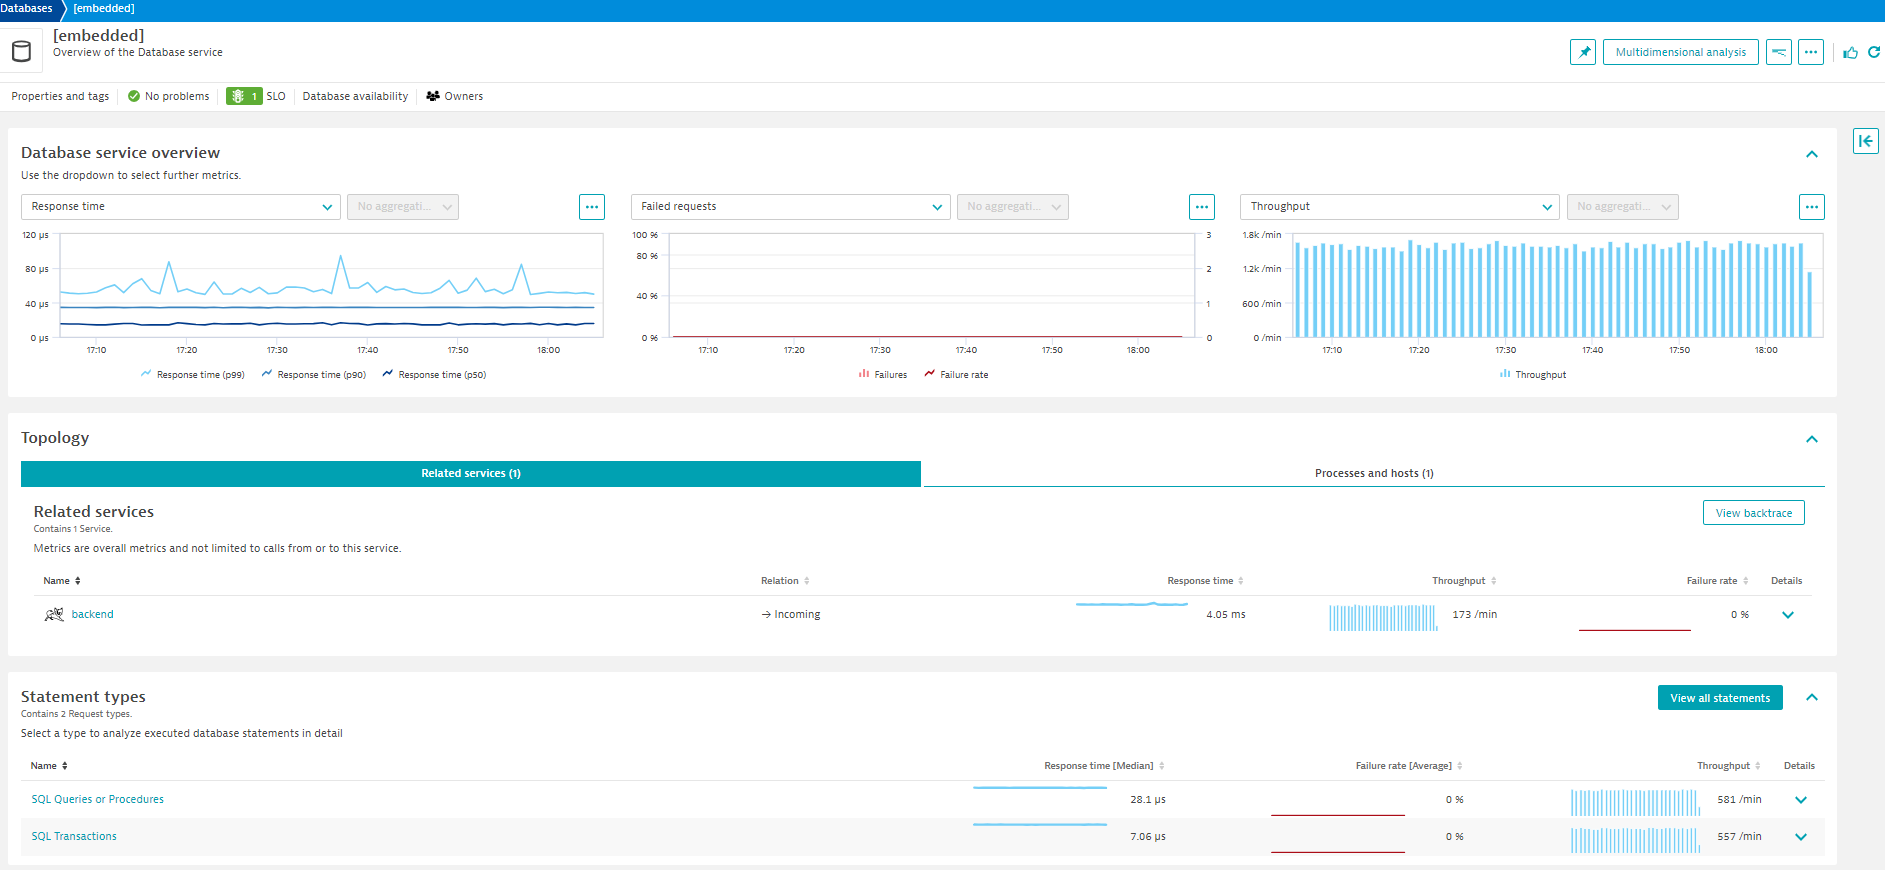 Databases [embedded]
[embedded]
Overview of the Database service
Multidimensional analysis
Properties and tags No problems 1 SLO Database availability Owners
Database service overview
Use the dropdown to select further metrics.
Response time No aggregati... Failed requests No aggregati... Throughput No aggregati...
120 µs
80 µs
40 µs
0 µs
17:10 17:20 17:30 17:40 17:50 18:00
Response time (p99) Response time (p90) Response time (p50)
100 %
80 %
40 %
0 %
3
2
1
0
17:10 17:20 17:30 17:40 17:50 18:00
Failures Failure rate
1.8k /min
1.2k /min
600 /min
0 /min
17:10 17:20 17:30 17:40 17:50 18:00
Throughput
Topology
Related services (1) Processes and hosts (1)
Related services
Contains 1 Service.
View backtrace
Metrics are overall metrics and not limited to calls from or to this service.
Name Relation Response time Throughput Failure rate Details
backend → Incoming 4.05 ms 173 /min 0 %
Statement types
Contains 2 Request types.
View all statements
Select a type to analyze executed database statements in detail
Name Response time [Median] Failure rate [Average] Throughput Details
SQL Queries or Procedures 28.1 µs 0 % 581 /min
SQL Transactions 7.06 µs 0 % 557 /min